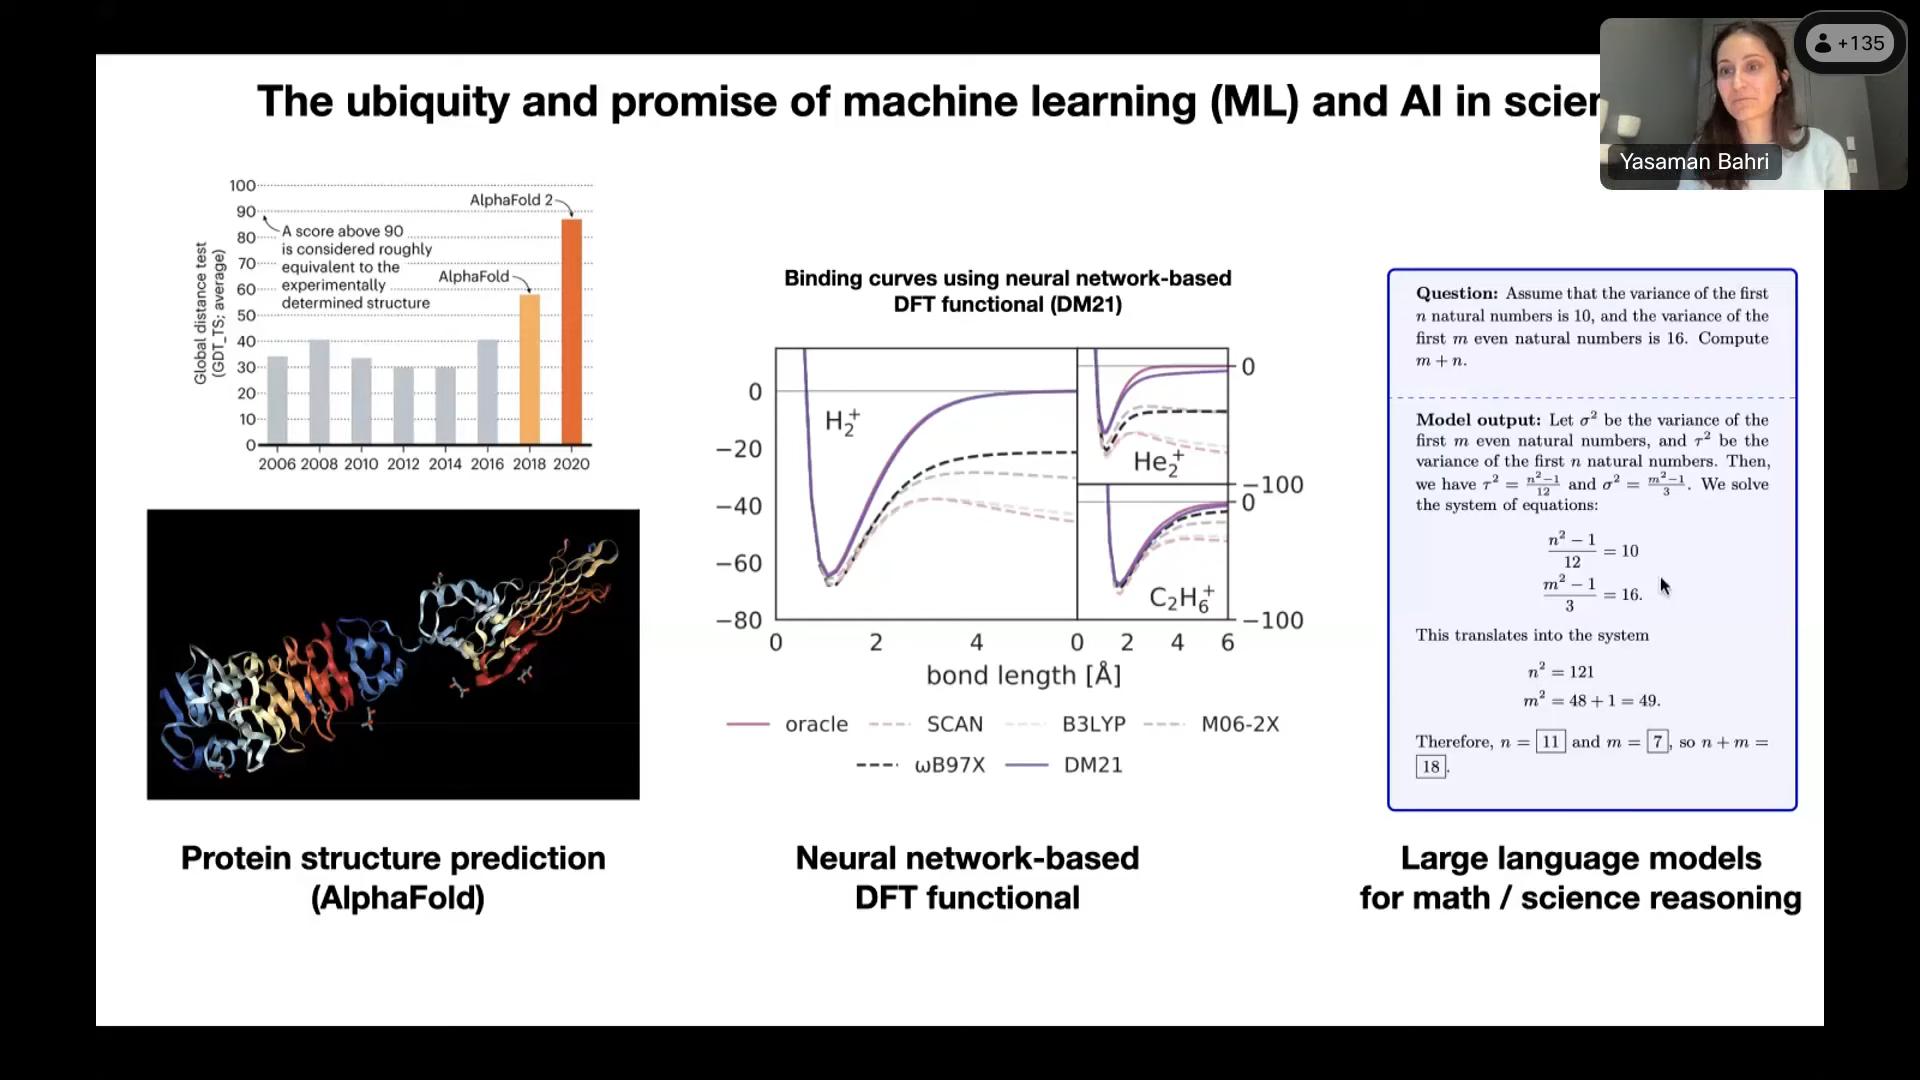 The ubiquity and promise of machine learning (ML) and AI in scien
+135
Yasaman Bahri
Global distance test
(GDT_TS; average)
100
90
80
70
60
50
40
30
20
10
0
AlphaFold 2
A score above 90
is considered roughly
equivalent to the
experimentally
determined structure
AlphaFold
2006 2008 2010 2012 2014 2016 2018 2020
Protein structure prediction
(AlphaFold)
Binding curves using neural network-based
DFT functional (DM21)
0
−20
−40
−60
−80
H₂⁺
He₂⁺
C₂H₆⁺
0
−100
0
−100
0 2 4 0 2 4 6
bond length [Å]
oracle SCAN B3LYP M06-2X
ωB97X DM21
Neural network-based
DFT functional
Question: Assume that the variance of the first
n natural numbers is 10, and the variance of the
first m even natural numbers is 16. Compute
m + n.
Model output: Let σ² be the variance of the
first m even natural numbers, and τ² be the
variance of the first n natural numbers. Then,
we have τ² = n²−1/12 and σ² = m²−1/3. We solve
the system of equations:
n² − 1/12 = 10
m² − 1/3 = 16.
This translates into the system
n² = 121
m² = 48 + 1 = 49.
Therefore, n = 11 and m = 7, so n + m =
18.
Large language models
for math / science reasoning